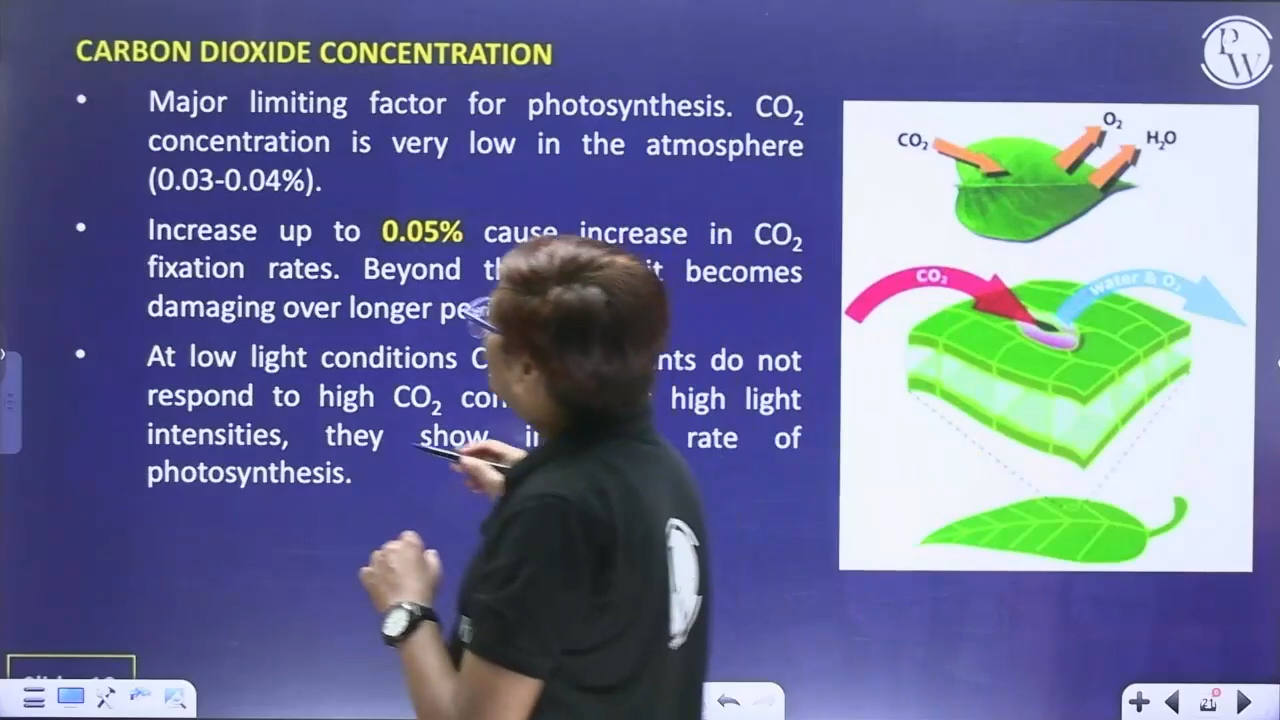 CARBON DIOXIDE CONCENTRATION
• Major limiting factor for photosynthesis. CO₂
concentration is very low in the atmosphere
(0.03-0.04%).
• Increase up to 0.05% cause increase in CO₂
fixation rates. Beyond it becomes
damaging over longer
• At low light conditions do not
respond to high CO₂ high light
intensities, they show rate of
photosynthesis.
PW
CO₂
O₂
H₂O
CO₂
Water & O₂
21